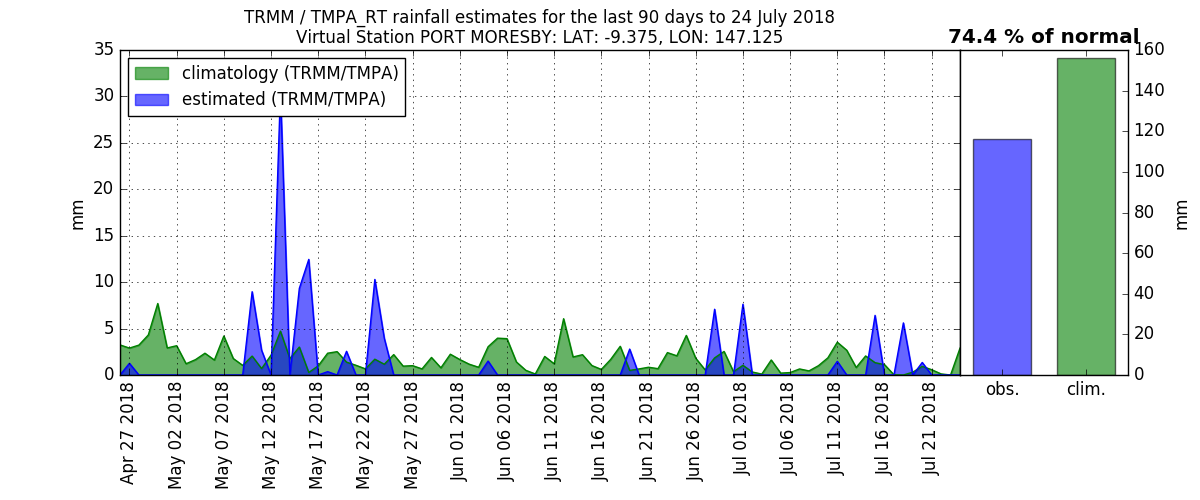 TRMM / TMPA_RT rainfall estimates for the last 90 days to 24 July 2018
Virtual Station PORT MORESBY: LAT: -9.375, LON: 147.125
74.4 % of normal
climatology (TRMM/TMPA)
estimated (TRMM/TMPA)
mm
35
30
25
20
15
10
5
0
Apr 27 2018
May 02 2018
May 07 2018
May 12 2018
May 17 2018
May 22 2018
May 27 2018
Jun 01 2018
Jun 06 2018
Jun 11 2018
Jun 16 2018
Jun 21 2018
Jun 26 2018
Jul 01 2018
Jul 06 2018
Jul 11 2018
Jul 16 2018
Jul 21 2018
obs.
clim.
160
140
120
100
80
60
40
20
0
mm